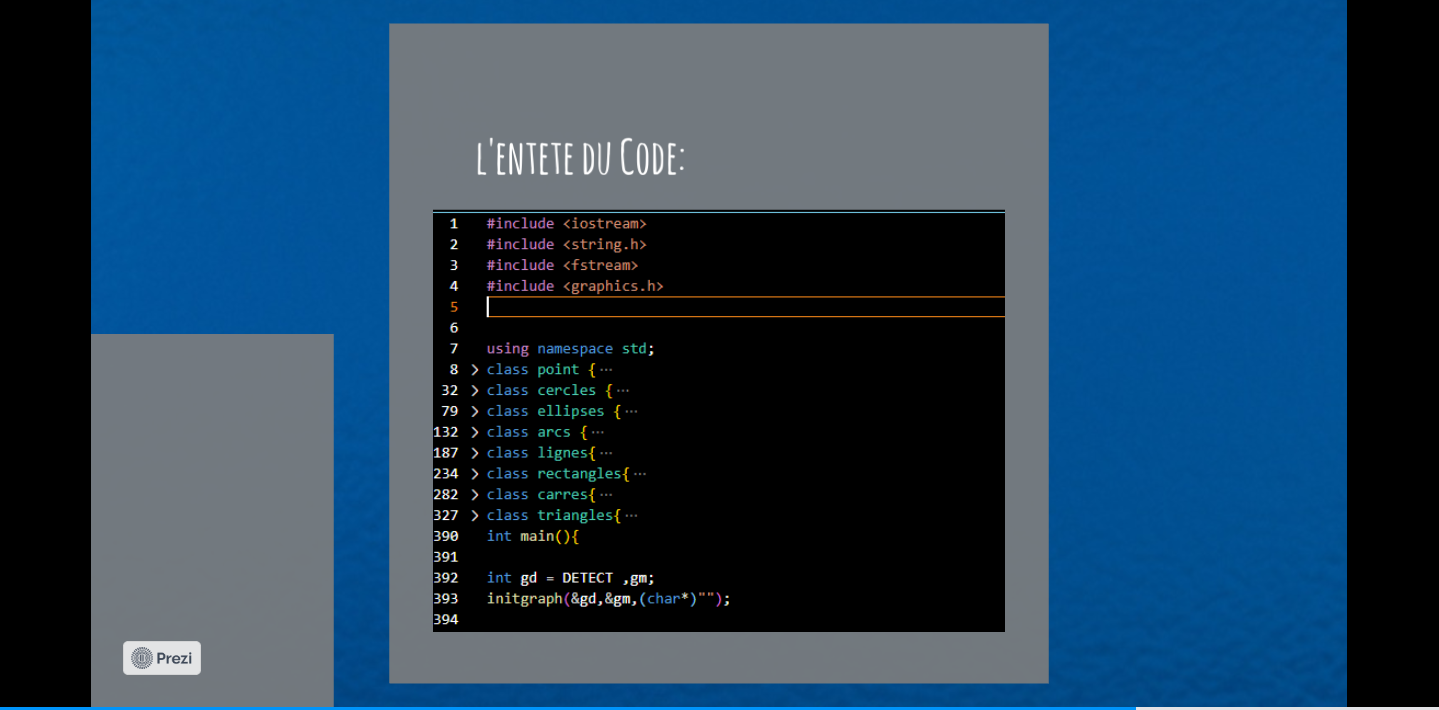 L'entete du Code:
1 #include <iostream>
2 #include <string.h>
3 #include <fstream>
4 #include <graphics.h>
5
6
7 using namespace std;
8 > class point { ...
32 > class cercles { ...
79 > class ellipses { ...
132 > class arcs { ...
187 > class lignes{ ...
234 > class rectangles{ ...
282 > class carres{ ...
327 > class triangles{ ...
390 int main(){
391
392 int gd = DETECT ,gm;
393 initgraph(&gd,&gm,(char*)"");
394
Prezi